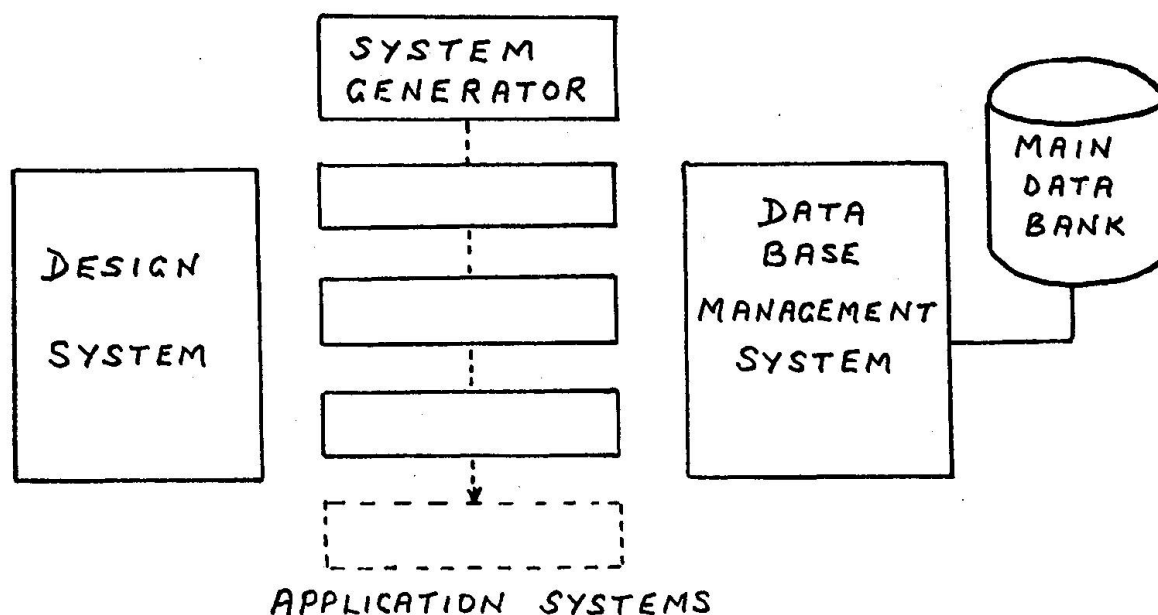 SYSTEM
GENERATOR
DESIGN
SYSTEM
DATA
BASE
MANAGEMENT
SYSTEM
MAIN
DATA
BANK
APPLICATION SYSTEMS